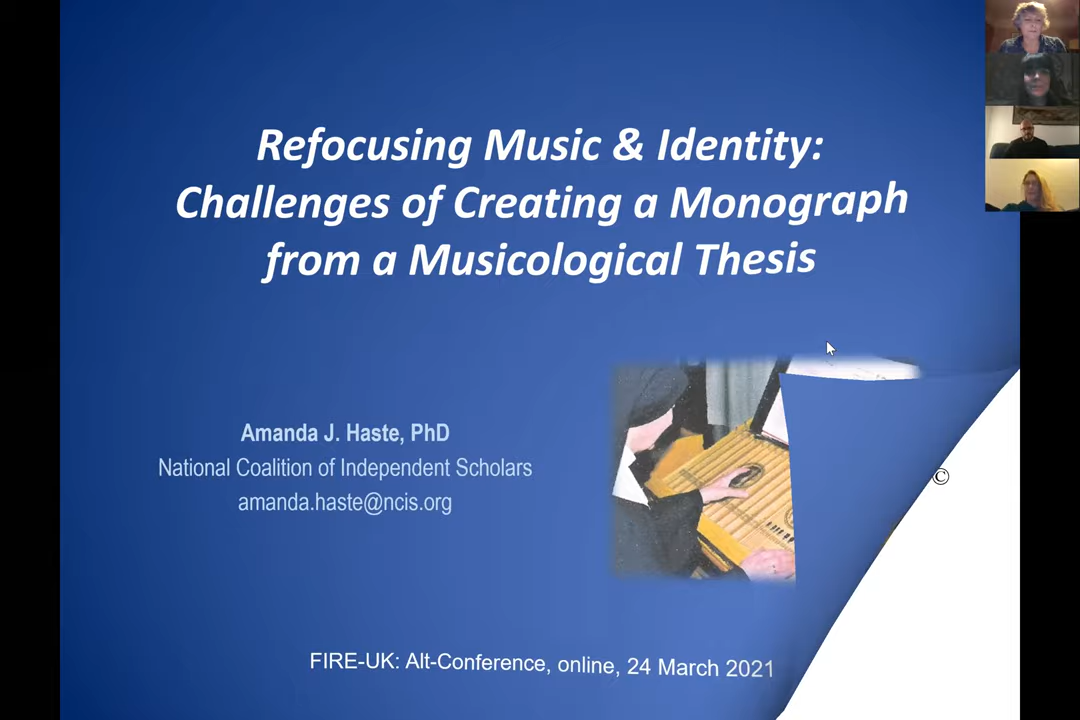 Refocusing Music & Identity:
Challenges of Creating a Monograph
from a Musicological Thesis
Amanda J. Haste, PhD
National Coalition of Independent Scholars
amanda.haste@ncis.org
©
FIRE-UK: Alt-Conference, online, 24 March 2021